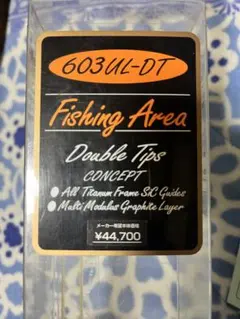 603UL-DT
Fishing Area
Double Tips
CONCEPT
● All Titanum Frame SiC Guides
● Multi Modulus Graphite Layer
メーカー希望本体価格
¥44,700